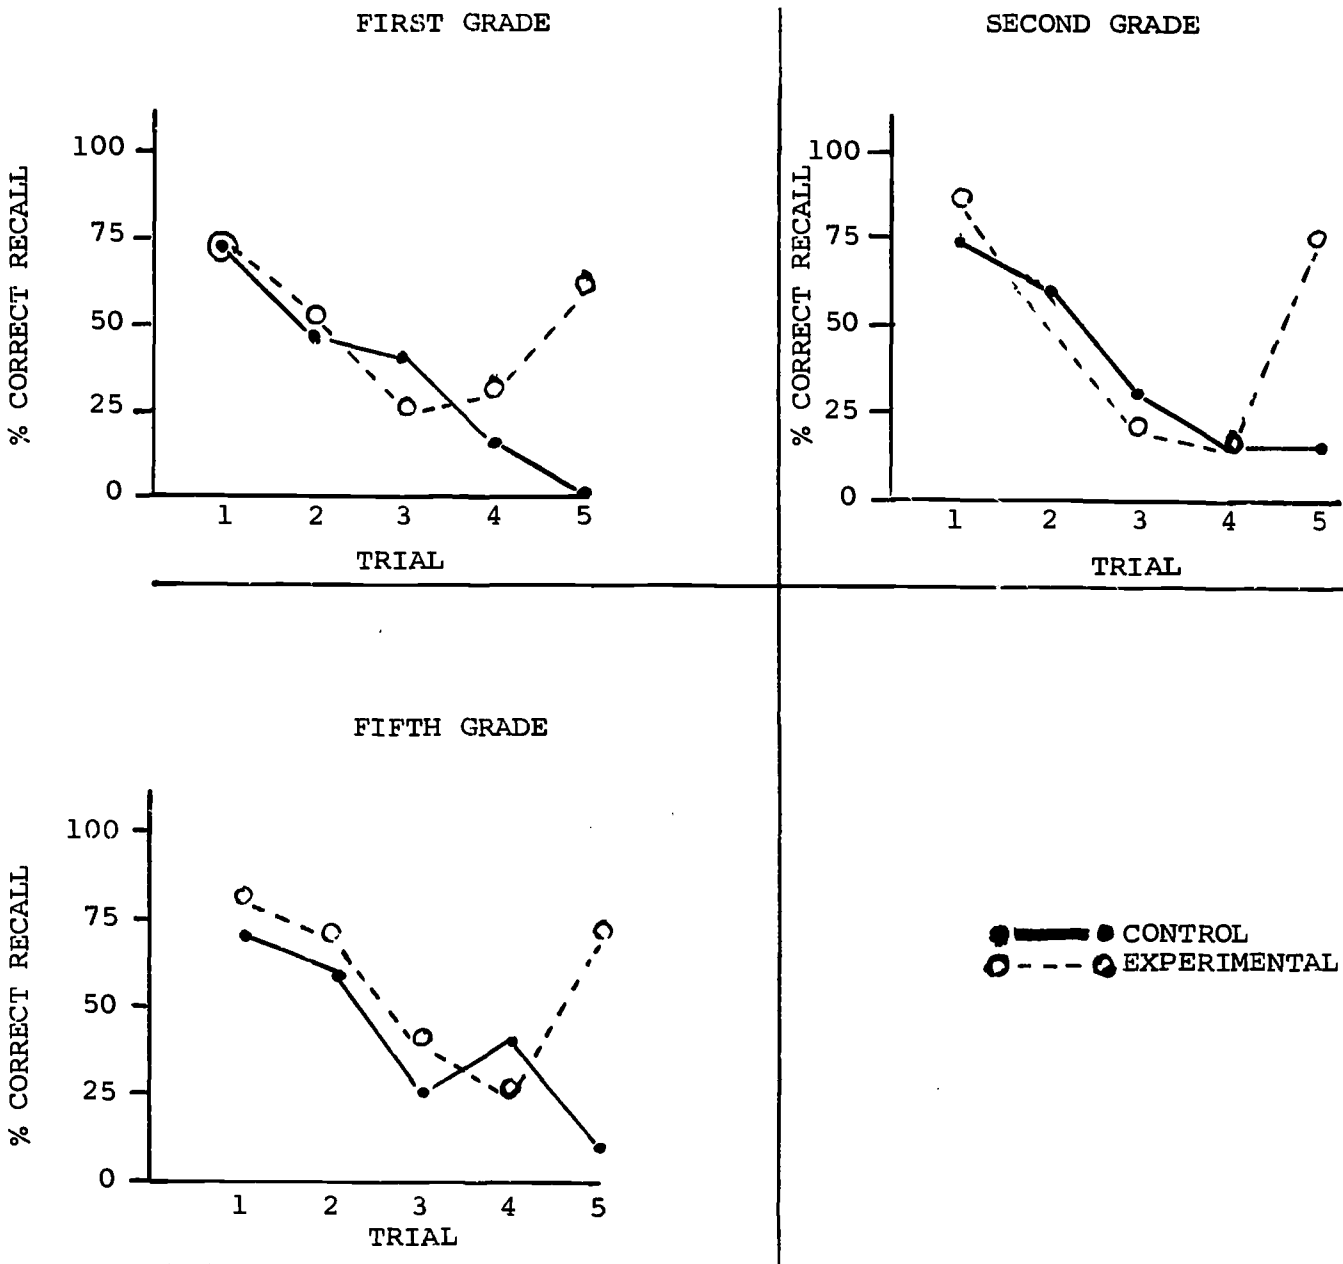 FIRST GRADE
% CORRECT RECALL
100
75
50
25
0
1 2 3 4 5
TRIAL
SECOND GRADE
% CORRECT RECALL
100
75
50
25
0
1 2 3 4 5
TRIAL
FIFTH GRADE
% CORRECT RECALL
100
75
50
25
0
1 2 3 4 5
TRIAL
CONTROL
EXPERIMENTAL